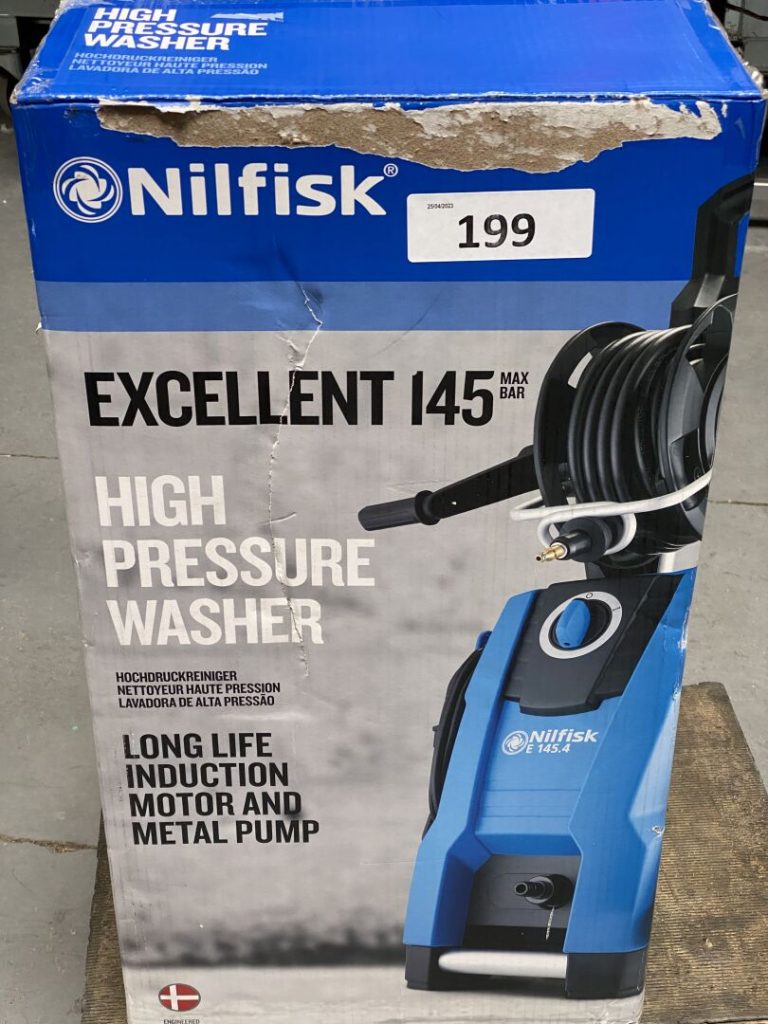 HIGH
PRESSURE
WASHER
HOCHDRUCKREINIGER
NETTOYEUR HAUTE PRESSION
LAVADORA DE ALTA PRESSÃO
Nilfisk®
25/04/2023
199
EXCELLENT 145 MAX
BAR
HIGH
PRESSURE
WASHER
HOCHDRUCKREINIGER
NETTOYEUR HAUTE PRESSION
LAVADORA DE ALTA PRESSÃO
LONG LIFE
INDUCTION
MOTOR AND
METAL PUMP
Nilfisk
E 145.4
ENGINEERED